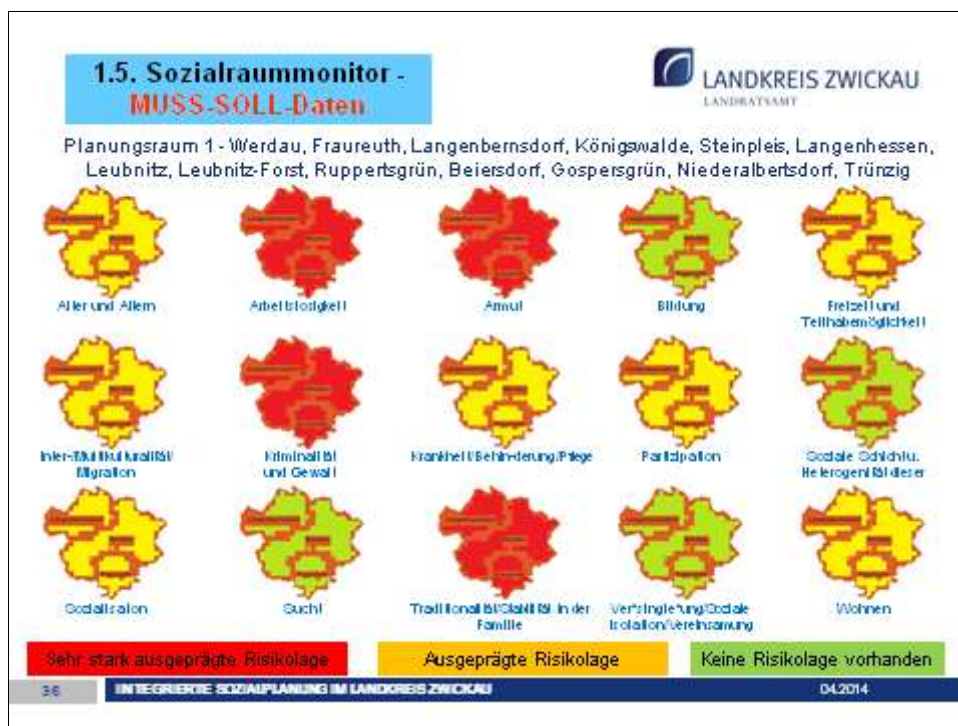 1.5. Sozialraummonitor -
MUSS-SOLL-Daten
LANDKREIS ZWICKAU
LANDRATSAMT
Planungsraum 1 - Werdau, Fraureuth, Langenbernsdorf, Königswalde, Steinpleis, Langenhessen,
Leubnitz, Leubnitz-Forst, Ruppertsgrün, Beiersdorf, Gospersgrün, Niederalbertsdorf, Trünzig
Alter und Altern
Arbeitslosigkeit
Armut
Bildung
Freizeit und
Teilhabemöglichkeit
Inter-/Multikulturalität/
Migration
Kriminalität
und Gewalt
Krankheit/Behin-derung/Pflege
Partizipation
Soziale Schicht u.
Heterogenität dieser
Sozialisation
Sucht
Traditionalität/Stabilität in der
Familie
Soziale
Isolation/Vereinsamung
Wohnen
Sehr stark ausgeprägte Risikolage
Ausgeprägte Risikolage
Keine Risikolage vorhanden
36
INTEGRIERTE SOZIALPLANUNG IM LANDKREIS ZWICKAU
04.2014